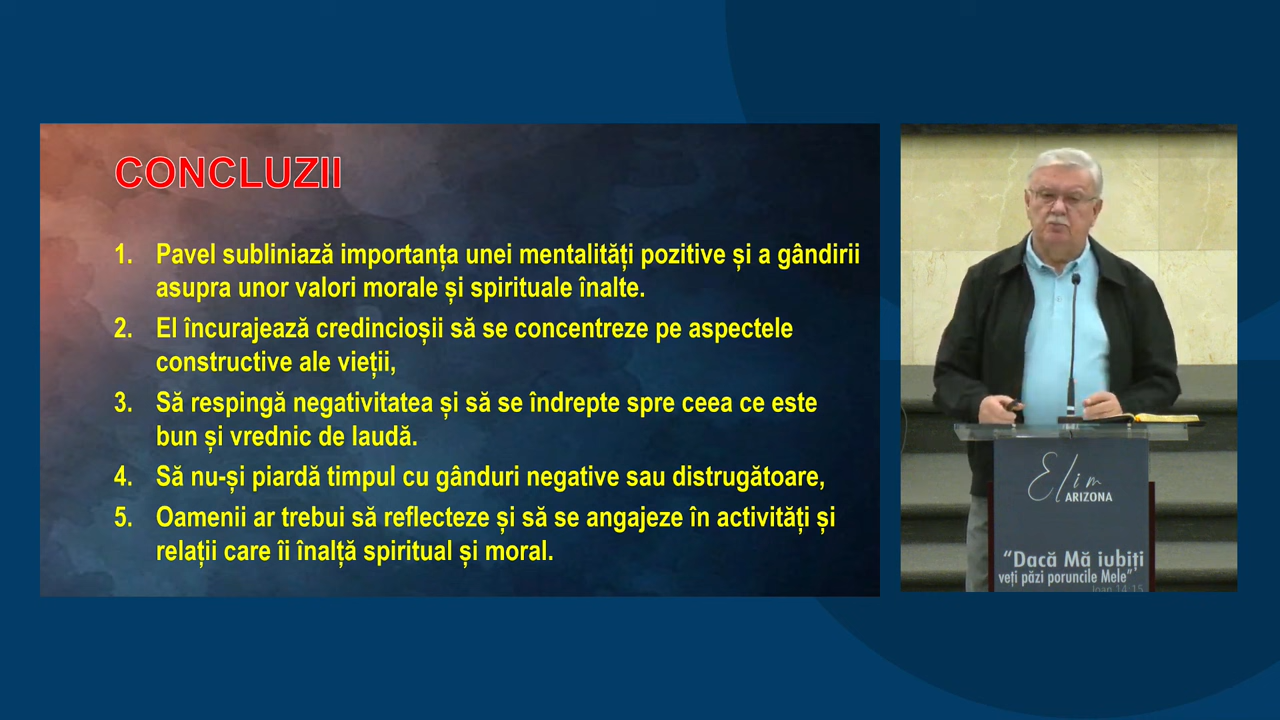 CONCLUZII
1. Pavel subliniază importanța unei mentalități pozitive și a gândirii
asupra unor valori morale și spirituale înalte.
2. El încurajează credincioșii să se concentreze pe aspectele
constructive ale vieții,
3. Să respingă negativitatea și să se îndrepte spre ceea ce este
bun și vrednic de laudă.
4. Să nu-și piardă timpul cu gânduri negative sau distrugătoare,
5. Oamenii ar trebui să reflecteze și să se angajeze în activități și
relații care îi înalță spiritual și moral.
Elim
ARIZONA
“Dacă Mă iubiți
veți păzi poruncile Mele”
Ioan 14:15